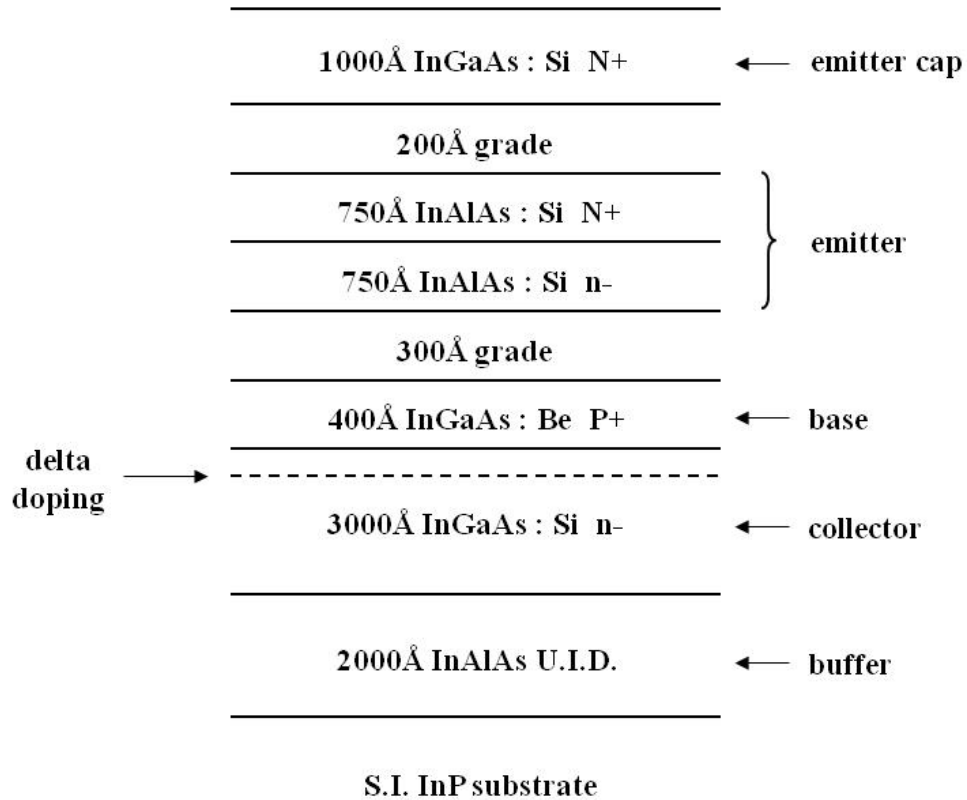 1000Å InGaAs : Si N+
emitter cap
200Å grade
750Å InAlAs : Si N+
emitter
750Å InAlAs : Si n-
300Å grade
400Å InGaAs : Be P+
base
delta
doping
3000Å InGaAs : Si n-
collector
2000Å InAlAs U.I.D.
buffer
S.I. InP substrate